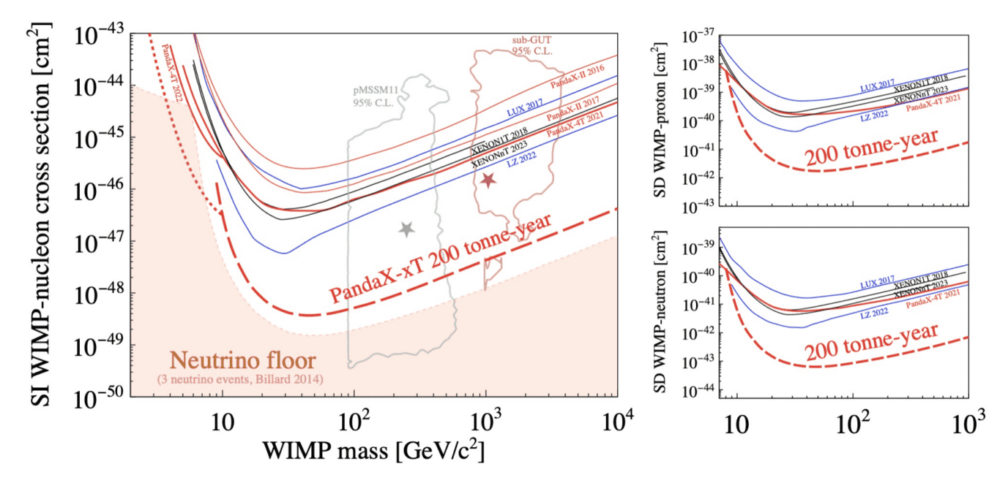 SI WIMP-nucleon cross section [cm²]
10⁻⁴³
10⁻⁴⁴
10⁻⁴⁵
10⁻⁴⁶
10⁻⁴⁷
10⁻⁴⁸
10⁻⁴⁹
10⁻⁵⁰
PandaX-4T 2022
pMSSM11
95% C.L.
sub-GUT
95% C.L.
PandaX-II 2016
LUX 2017
PandaX-II 2017
PandaX-4T 2021
XENON1T 2018
XENONnT 2023
LZ 2022
PandaX-xT 200 tonne-year
Neutrino floor
(3 neutrino events, Billard 2014)
10
10²
10³
10⁴
WIMP mass [GeV/c²]
SD WIMP-proton [cm²]
10⁻³⁷
10⁻³⁸
10⁻³⁹
10⁻⁴⁰
10⁻⁴¹
10⁻⁴²
10⁻⁴³
LUX 2017
XENON1T 2018
XENONnT 2023
PandaX-4T 2021
LZ 2022
200 tonne-year
SD WIMP-neutron [cm²]
10⁻³⁹
10⁻⁴⁰
10⁻⁴¹
10⁻⁴²
10⁻⁴³
10⁻⁴⁴
LUX 2017
XENON1T 2018
XENONnT 2023
PandaX-4T 2021
LZ 2022
200 tonne-year
10
10²
10³